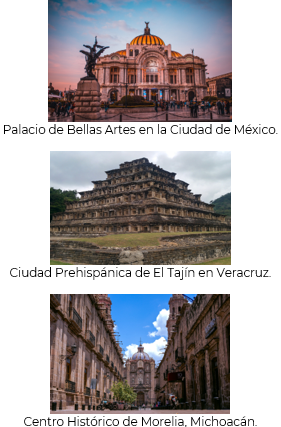 Palacio de Bellas Artes en la Ciudad de México.
Ciudad Prehispánica de El Tajín en Veracruz.
Centro Histórico de Morelia, Michoacán.